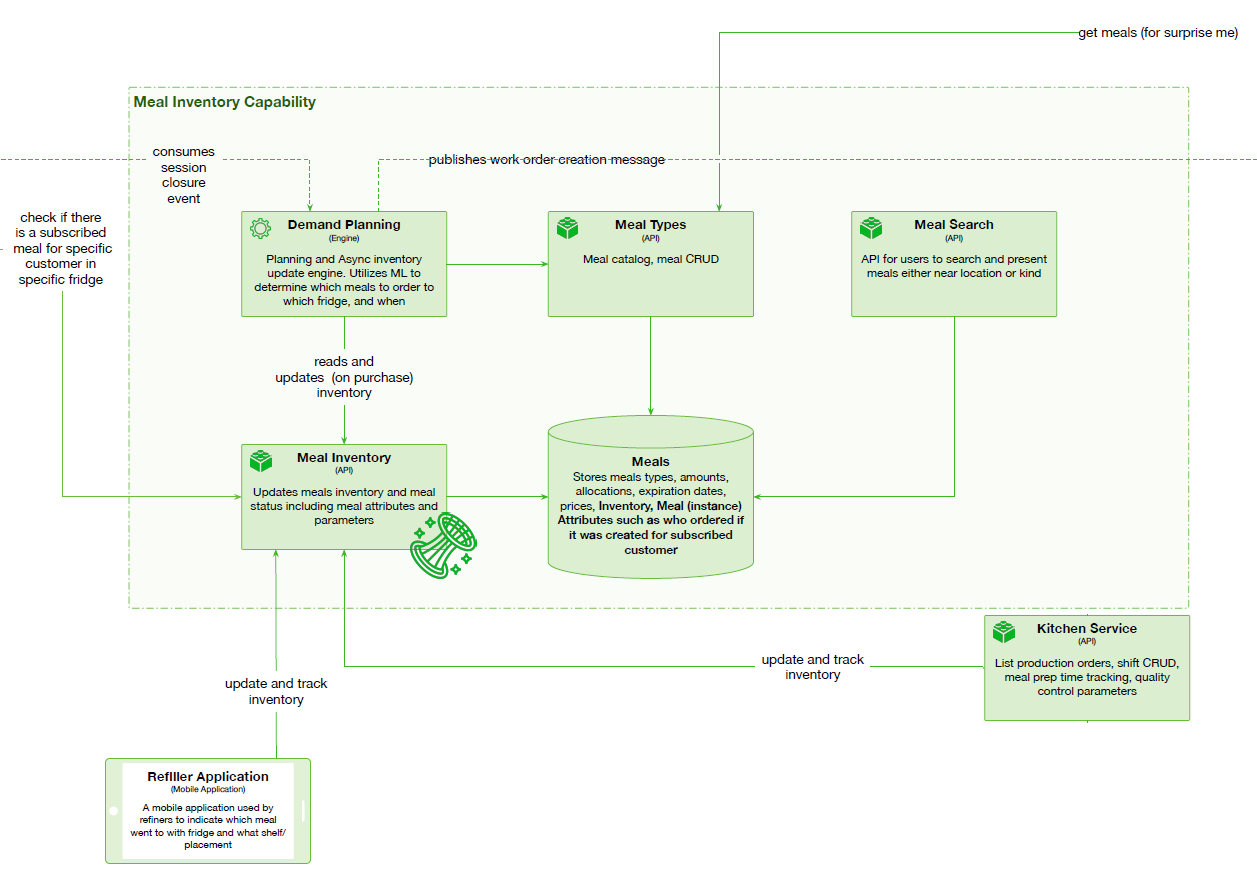 get meals (for surprise me)
Meal Inventory Capability
consumes
session
closure
event
publishes work order creation message
check if there
is a subscribed
meal for specific
customer in
specific fridge
Demand Planning
(Engine)
Planning and Async inventory
update engine. Utilizes ML to
determine which meals to order to
which fridge, and when
Meal Types
(API)
Meal catalog, meal CRUD
Meal Search
(API)
API for users to search and present
meals either near location or kind
reads and
updates (on purchase)
inventory
Meal Inventory
(API)
Updates meals inventory and meal
status including meal attributes and
parameters
Meals
Stores meals types, amounts,
allocations, expiration dates,
prices, Inventory, Meal (instance)
Attributes such as who ordered if
it was created for subscribed
customer
Kitchen Service
(API)
List production orders, shift CRUD,
meal prep time tracking, quality
control parameters
update and track
inventory
update and track
inventory
Refiller Application
(Mobile Application)
A mobile application used by
refiners to indicate which meal
went to with fridge and what shelf/
placement